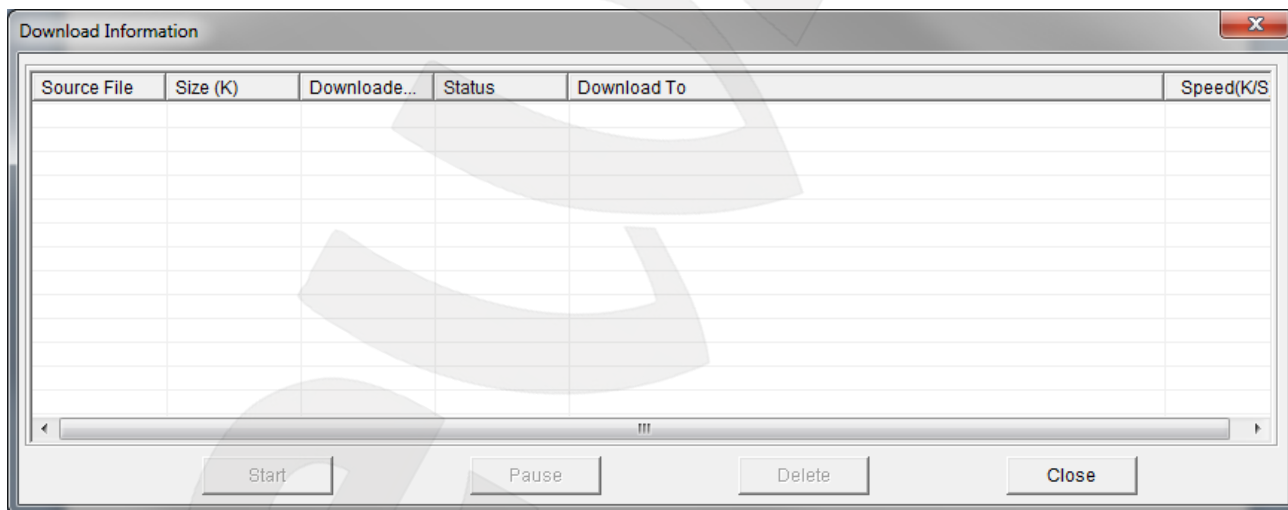 Download Information
Source File Size (K) Downloade... Status Download To Speed(K/S
Start Pause Delete Close